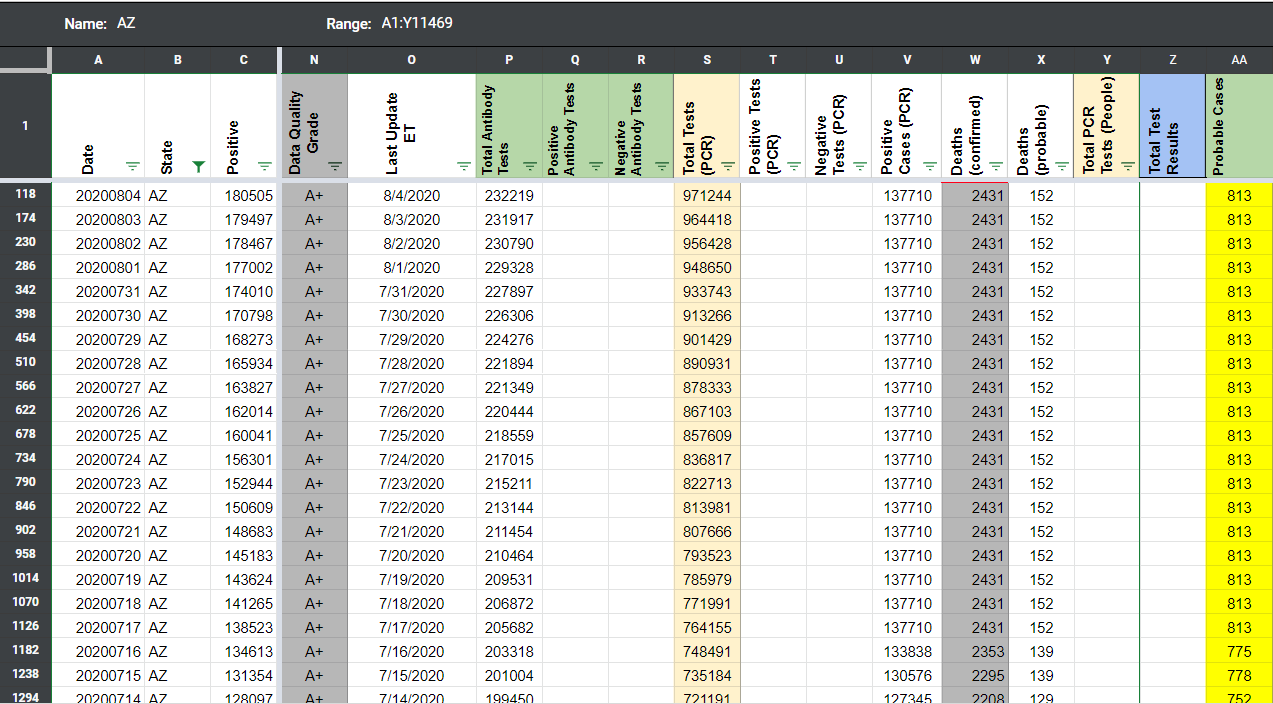 Name: AZ Range: A1:Y11469
A B C N O P Q R S T U V W X Y Z AA
1 Date State Positive Data Quality Grade Last Update ET Total Antibody Tests Positive Antibody Tests Negative Antibody Tests Total Tests (PCR) Positive Tests (PCR) Negative Tests (PCR) Positive Cases (PCR) Deaths (confirmed) Deaths (probable) Total PCR Tests (People) Total Test Results Probable Cases
118 20200804 AZ 180505 A+ 8/4/2020 232219 971244 137710 2431 152 813
174 20200803 AZ 179497 A+ 8/3/2020 231917 964418 137710 2431 152 813
230 20200802 AZ 178467 A+ 8/2/2020 230790 956428 137710 2431 152 813
286 20200801 AZ 177002 A+ 8/1/2020 229328 948650 137710 2431 152 813
342 20200731 AZ 174010 A+ 7/31/2020 227897 933743 137710 2431 152 813
398 20200730 AZ 170798 A+ 7/30/2020 226306 913266 137710 2431 152 813
454 20200729 AZ 168273 A+ 7/29/2020 224276 901429 137710 2431 152 813
510 20200728 AZ 165934 A+ 7/28/2020 221894 890931 137710 2431 152 813
566 20200727 AZ 163827 A+ 7/27/2020 221349 878333 137710 2431 152 813
622 20200726 AZ 162014 A+ 7/26/2020 220444 867103 137710 2431 152 813
678 20200725 AZ 160041 A+ 7/25/2020 218559 857609 137710 2431 152 813
734 20200724 AZ 156301 A+ 7/24/2020 217015 836817 137710 2431 152 813
790 20200723 AZ 152944 A+ 7/23/2020 215211 822713 137710 2431 152 813
846 20200722 AZ 150609 A+ 7/22/2020 213144 813981 137710 2431 152 813
902 20200721 AZ 148683 A+ 7/21/2020 211454 807666 137710 2431 152 813
958 20200720 AZ 145183 A+ 7/20/2020 210464 793523 137710 2431 152 813
1014 20200719 AZ 143624 A+ 7/19/2020 209531 785979 137710 2431 152 813
1070 20200718 AZ 141265 A+ 7/18/2020 206872 771991 137710 2431 152 813
1126 20200717 AZ 138523 A+ 7/17/2020 205682 764155 137710 2431 152 813
1182 20200716 AZ 134613 A+ 7/16/2020 203318 748491 133838 2353 139 775
1238 20200715 AZ 131354 A+ 7/15/2020 201004 735184 130576 2295 139 778
1294 20200714 AZ 128097 A+ 7/14/2020 199450 721191 127345 2208 129 752